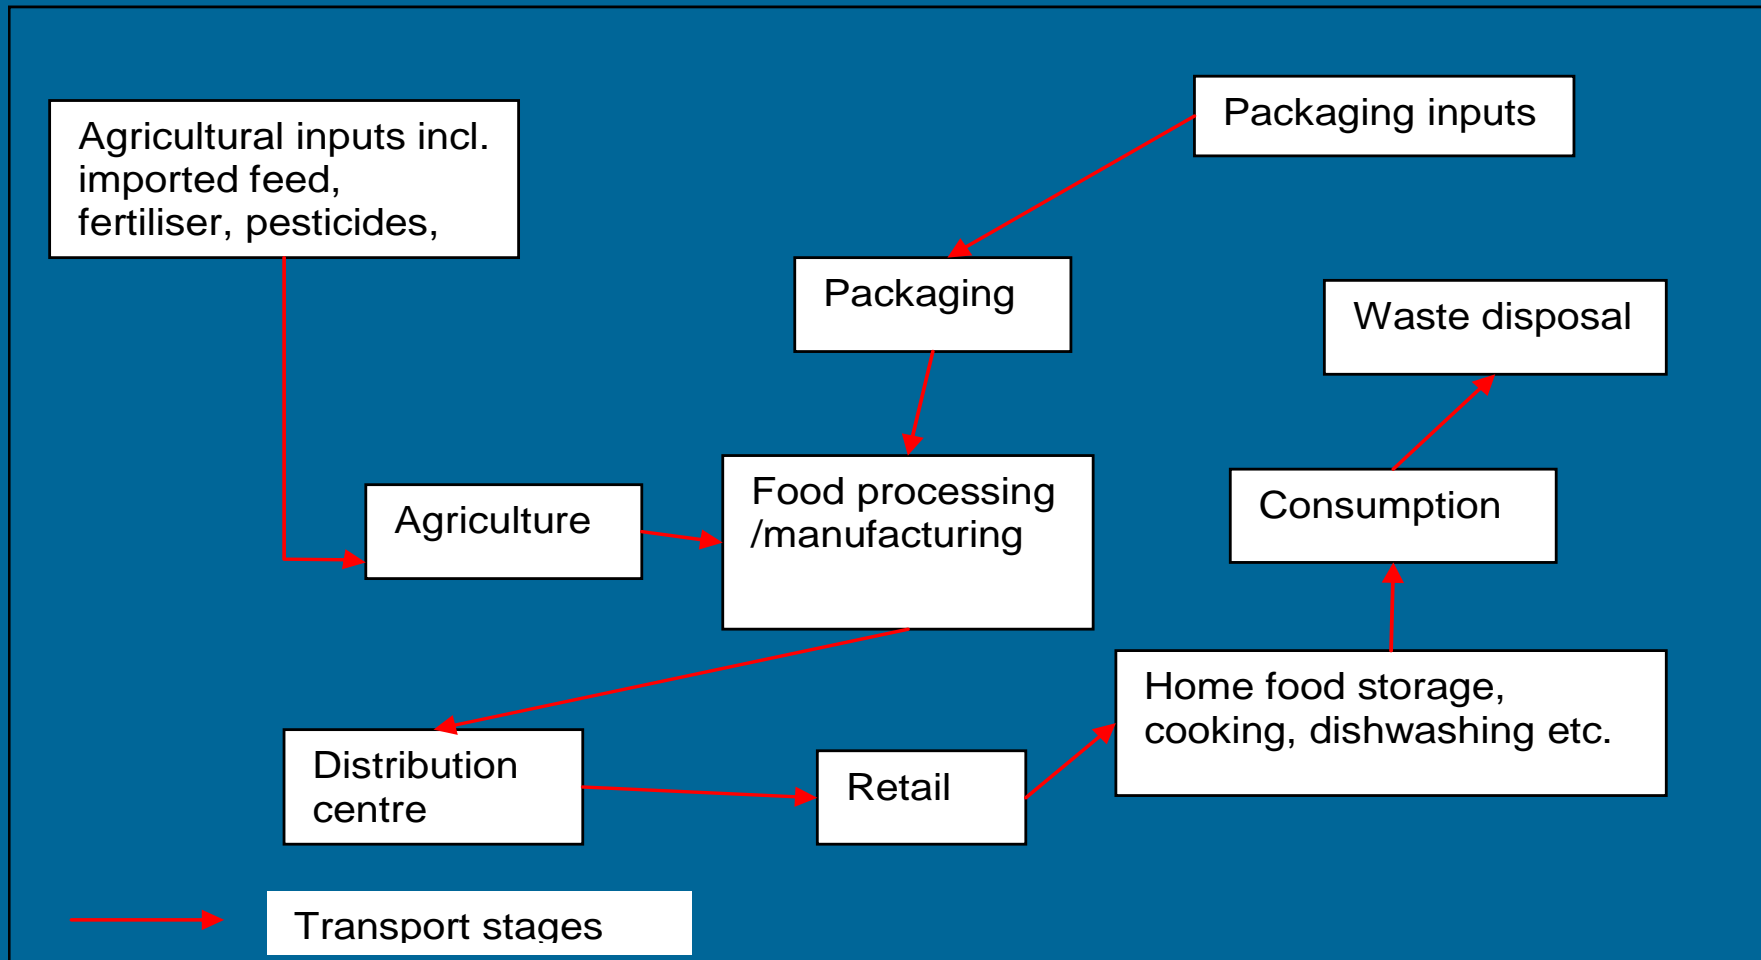 Agricultural inputs incl.
imported feed,
fertiliser, pesticides,
Packaging inputs
Packaging
Waste disposal
Agriculture
Food processing
/manufacturing
Consumption
Home food storage,
cooking, dishwashing etc.
Distribution
centre
Retail
Transport stages